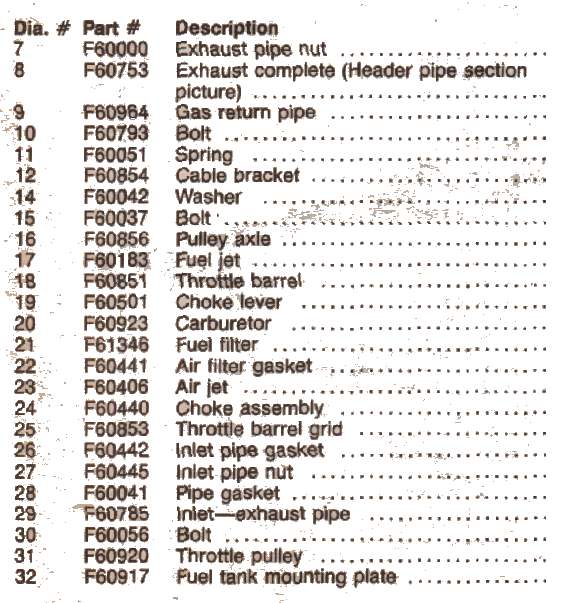 Dia. # Part # Description
7 F60000 Exhaust pipe nut ....................
8 F60753 Exhaust complete (Header pipe section
picture) ....................
9 F60964 Gas return pipe ....................
10 F60793 Bolt ....................
11 F60051 Spring ....................
12 F60854 Cable bracket ....................
14 F60042 Washer ....................
15 F60037 Bolt ....................
16 F60856 Pulley axle ....................
17 F60183 Fuel jet ....................
18 F60851 Throttle barrel ....................
19 F60501 Choke lever ....................
20 F60923 Carburetor ....................
21 F61346 Fuel filter ....................
22 F60441 Air filter gasket ....................
23 F60406 Air jet ....................
24 F60440 Choke assembly ....................
25 F60853 Throttle barrel grid ....................
26 F60442 Inlet pipe gasket ....................
27 F60445 Inlet pipe nut ....................
28 F60041 Pipe gasket ....................
29 F60785 Inlet—exhaust pipe ....................
30 F60056 Bolt ....................
31 F60920 Throttle pulley ....................
32 F60917 Fuel tank mounting plate ..............